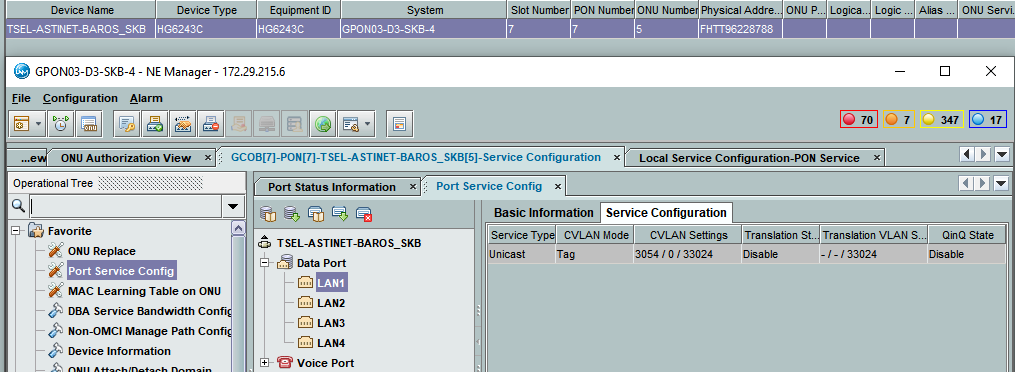 Device Name Device Type Equipment ID System Slot Number PON Number ONU Number Physical Addre... ONU P... Logica... Logic ... Alias ... ONU Servi...
TSEL-ASTINET-BAROS_SKB HG6243C HG6243C GPON03-D3-SKB-4 7 7 5 FHTT96228788
GPON03-D3-SKB-4 - NE Manager - 172.29.215.6
File Configuration Alarm
70 7 347 17
...ew ONU Authorization View GCOB[7]-PON[7]-TSEL-ASTINET-BAROS_SKB[5]-Service Configuration Local Service Configuration-PON Service
Operational Tree
Port Status Information Port Service Config
Basic Information Service Configuration
Favorite
ONU Replace
Port Service Config
MAC Learning Table on ONU
DBA Service Bandwidth Config
Non-OMCI Manage Path Config
Device Information
ONU Attach/Detach Domain
TSEL-ASTINET-BAROS_SKB
Data Port
LAN1
LAN2
LAN3
LAN4
Voice Port
Service Type CVLAN Mode CVLAN Settings Translation St... Translation VLAN S... QinQ State
Unicast Tag 3054 / 0 / 33024 Disable - / - / 33024 Disable